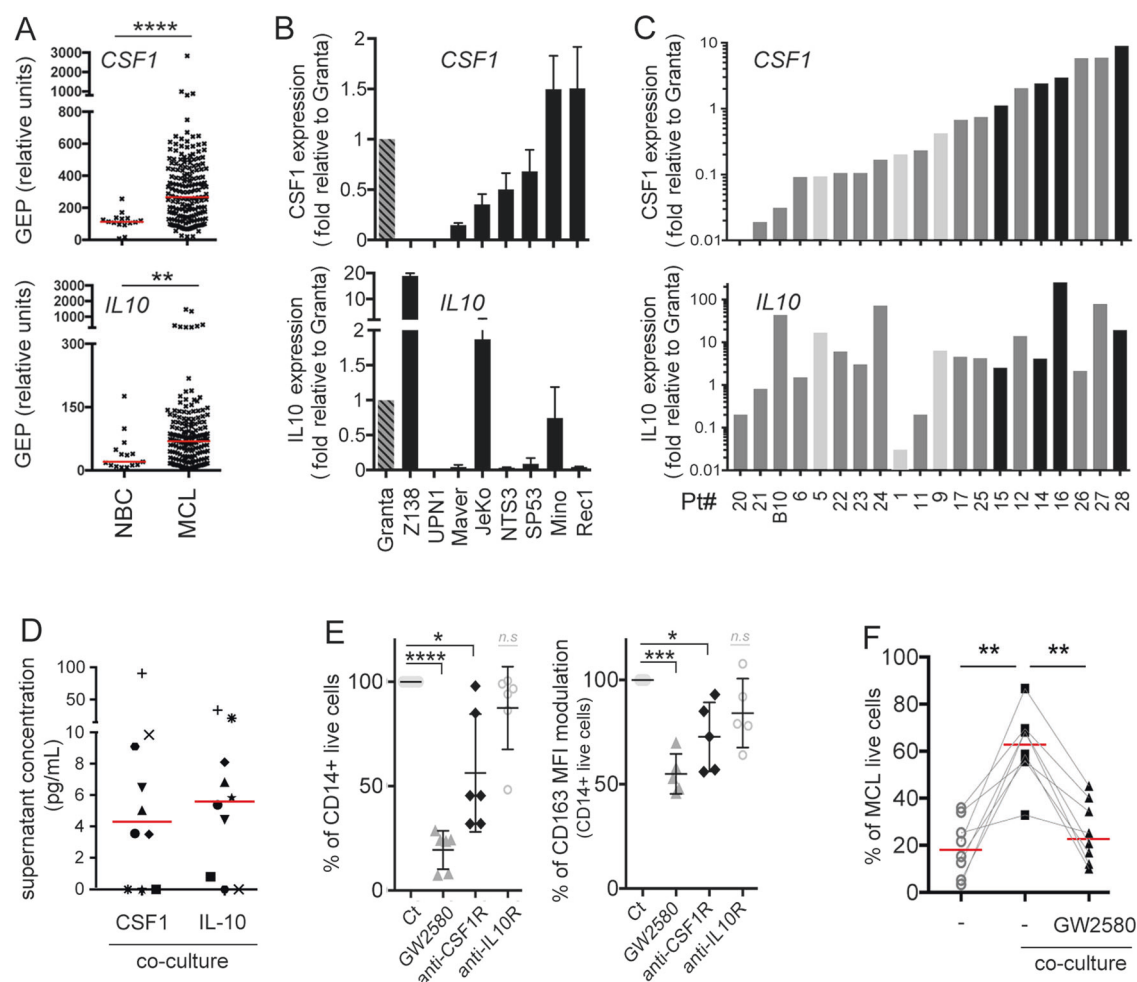 A
****
CSF1
GEP (relative units)
3000
2000
1000
800
600
400
200
0
**
IL10
GEP (relative units)
3000
2000
1000
300
150
0
NBC
MCL
B
CSF1
CSF1 expression
(fold relative to Granta)
2
1.5
1
0.5
0
IL10
IL10 expression
(fold relative to Granta)
20
10
2
2
1.5
1
0.5
0
Granta
Z138
UPN1
Maver
JeKo
NTS3
SP53
Mino
Rec1
C
CSF1
CSF1 expression
(fold relative to Granta)
10
1
0.1
0.01
IL10
IL10 expression
(fold relative to Granta)
100
10
1
0.1
0.01
Pt#
20
21
B10
6
5
22
23
24
1
11
9
17
25
15
12
14
16
26
27
28
D
supernatant concentration
(pg/mL)
100
50
10
8
6
4
2
0
CSF1
IL-10
co-culture
E
****
*
n.s
% of CD14+ live cells
100
50
0
Ct
GW2580
anti-CSF1R
anti-IL10R
***
*
n.s
% of CD163 MFI modulation
(CD14+ live cells)
100
50
0
Ct
GW2580
anti-CSF1R
anti-IL10R
F
**
**
% of MCL live cells
100
80
60
40
20
0
-
-
GW2580
co-culture